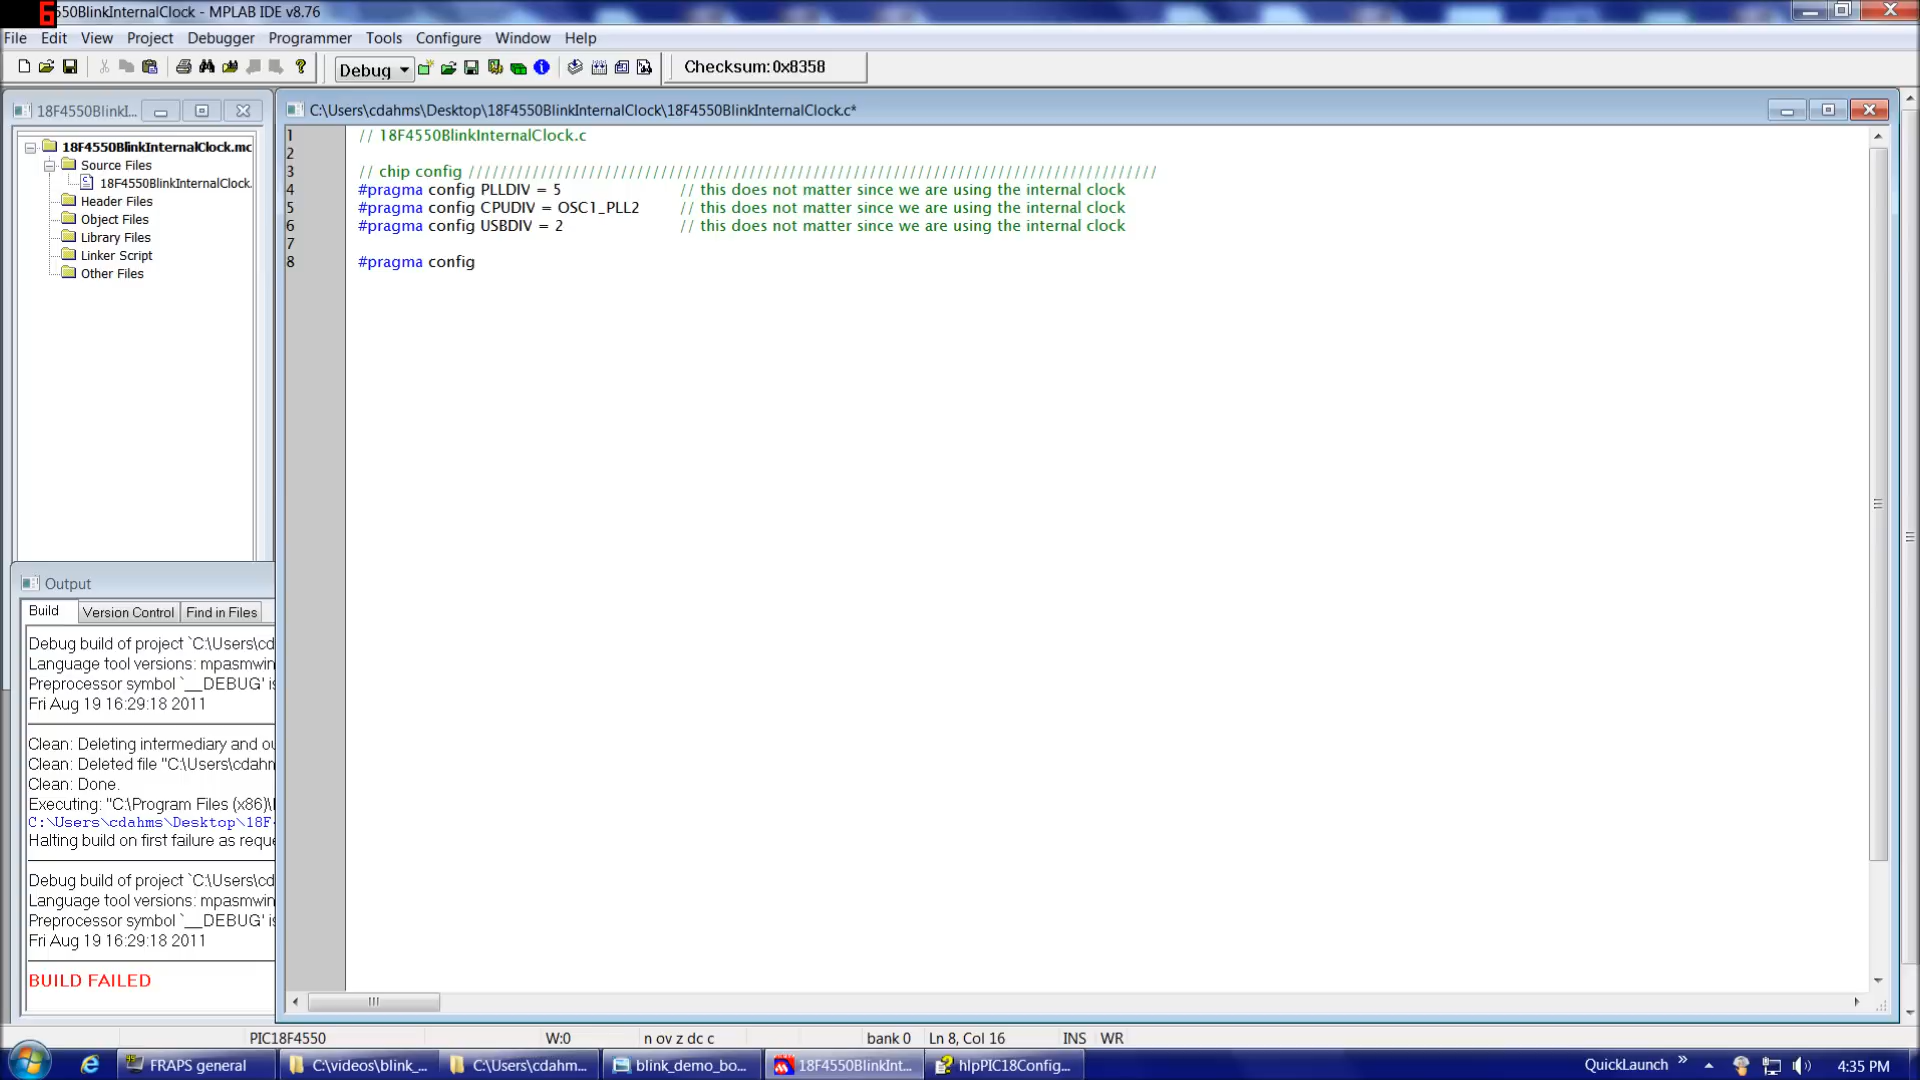 6
550BlinkInternalClock - MPLAB IDE v8.76
File Edit View Project Debugger Programmer Tools Configure Window Help
Debug
Checksum: 0x8358
18F4550BlinkI...
18F4550BlinkInternalClock.mc
Source Files
18F4550BlinkInternalClock.
Header Files
Object Files
Library Files
Linker Script
Other Files
C:\Users\cdahms\Desktop\18F4550BlinkInternalClock\18F4550BlinkInternalClock.c*
1 // 18F4550BlinkInternalClock.c
2
3 // chip config ////////////////////////////////////////////////////////////////////////////////////////
4 #pragma config PLLDIV = 5 // this does not matter since we are using the internal clock
5 #pragma config CPUDIV = OSC1_PLL2 // this does not matter since we are using the internal clock
6 #pragma config USBDIV = 2 // this does not matter since we are using the internal clock
7
8 #pragma config
Output
Build Version Control Find in Files
Debug build of project `C:\Users\cd
Language tool versions: mpasmwin
Preprocessor symbol `__DEBUG' is
Fri Aug 19 16:29:18 2011
Clean: Deleting intermediary and ou
Clean: Deleted file "C:\Users\cdahm
Clean: Done.
Executing: "C:\Program Files (x86)\
C:\Users\cdahms\Desktop\18F
Halting build on first failure as reque
Debug build of project `C:\Users\cd
Language tool versions: mpasmwin
Preprocessor symbol `__DEBUG' is
Fri Aug 19 16:29:18 2011
BUILD FAILED
PIC18F4550 W:0 n ov z dc c bank 0 Ln 8, Col 16 INS WR
FRAPS general C:\videos\blink_... C:\Users\cdahm... blink_demo_bo... 18F4550BlinkInt... hlpPIC18Config... QuickLaunch » 4:35 PM